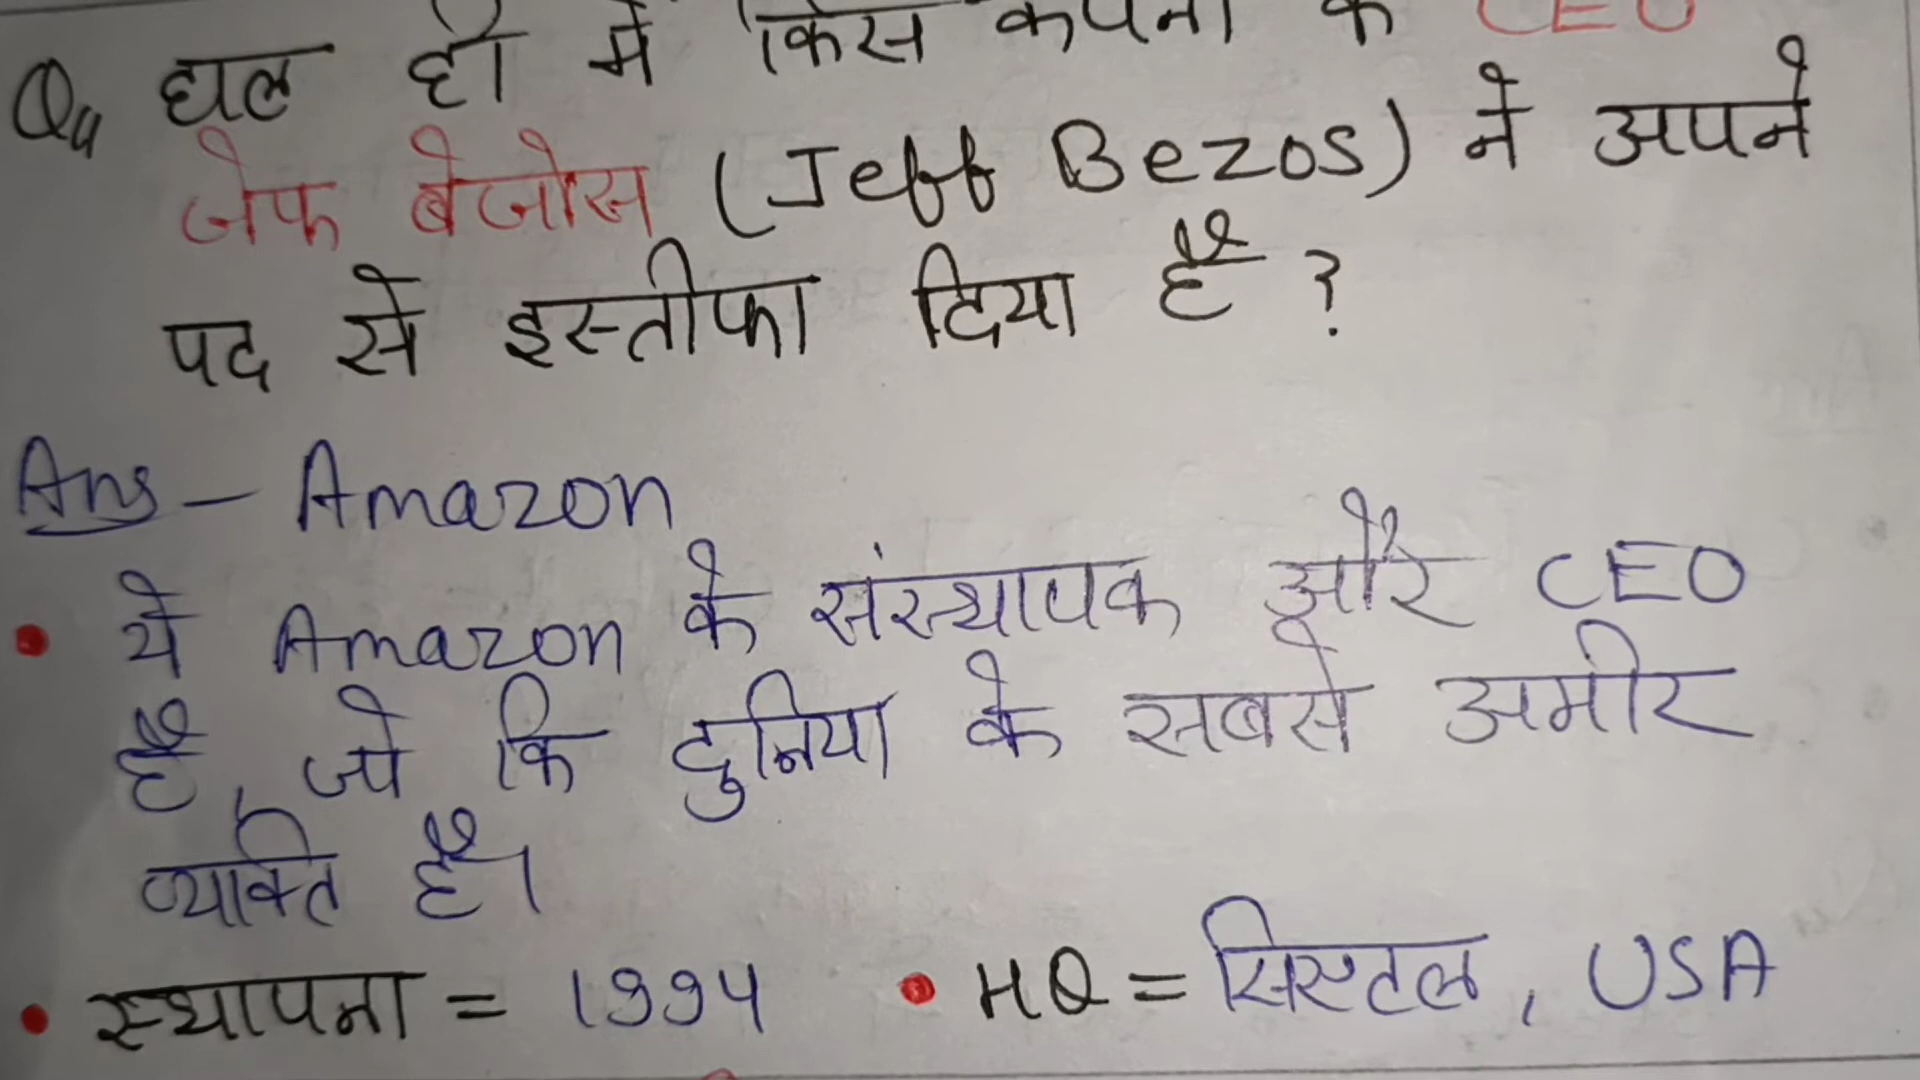 Q4 हाल ही में किस कंपनी के CEO
जेफ बेजोस (Jeff Bezos) ने अपने
पद से इस्तीफा दिया है ?
Ans - Amazon
• ये Amazon के संस्थापक और CEO
है, जो कि दुनिया के सबसे अमीर
व्यक्ति है।
• स्थापना = 1994 • HQ = सिएटल, USA